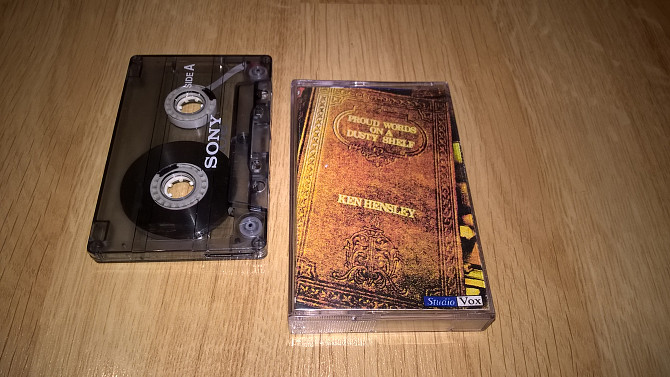 SIDE A
SONY
PROUD WORDS
ON A
DUSTY SHELF
KEN HENSLEY
Studio Vox